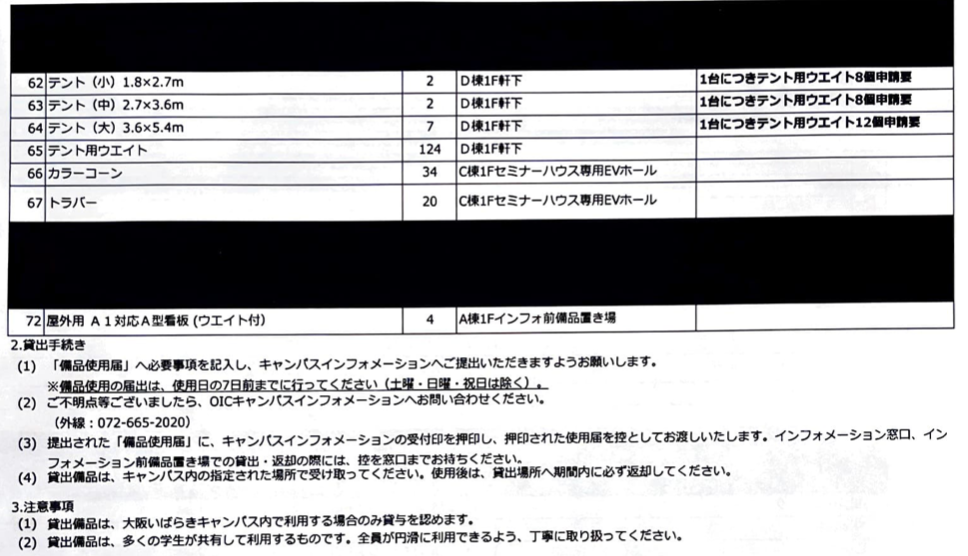 62 テント（小）1.8×2.7m 2 D棟1F軒下 1台につきテント用ウエイト8個申請要
63 テント（中）2.7×3.6m 2 D棟1F軒下 1台につきテント用ウエイト8個申請要
64 テント（大）3.6×5.4m 7 D棟1F軒下 1台につきテント用ウエイト12個申請要
65 テント用ウエイト 124 D棟1F軒下
66 カラーコーン 34 C棟1Fセミナーハウス専用EVホール
67 トラバー 20 C棟1Fセミナーハウス専用EVホール
72 屋外用 A１対応A型看板 (ウエイト付) 4 A棟1Fインフォ前備品置き場
2.貸出手続き
(1) 「備品使用届」へ必要事項を記入し、キャンパスインフォメーションへご提出いただきますようお願いします。
※備品使用の届出は、使用日の7日前までに行ってください（土曜・日曜・祝日は除く）。
(2) ご不明点等ございましたら、OICキャンパスインフォメーションへお問い合わせください。
（外線：072-665-2020）
(3) 提出された「備品使用届」に、キャンパスインフォメーションの受付印を押印し、押印された使用届を控としてお渡しいたします。インフォメーション窓口、イン
フォメーション前備品置き場での貸出・返却の際には、控を窓口までお持ちください。
(4) 貸出備品は、キャンパス内の指定された場所で受け取ってください。使用後は、貸出場所へ期間内に必ず返却してください。
3.注意事項
(1) 貸出備品は、大阪いばらきキャンパス内で利用する場合のみ貸与を認めます。
(2) 貸出備品は、多くの学生が共有して利用するものです。全員が円滑に利用できるよう、丁寧に取り扱ってください。